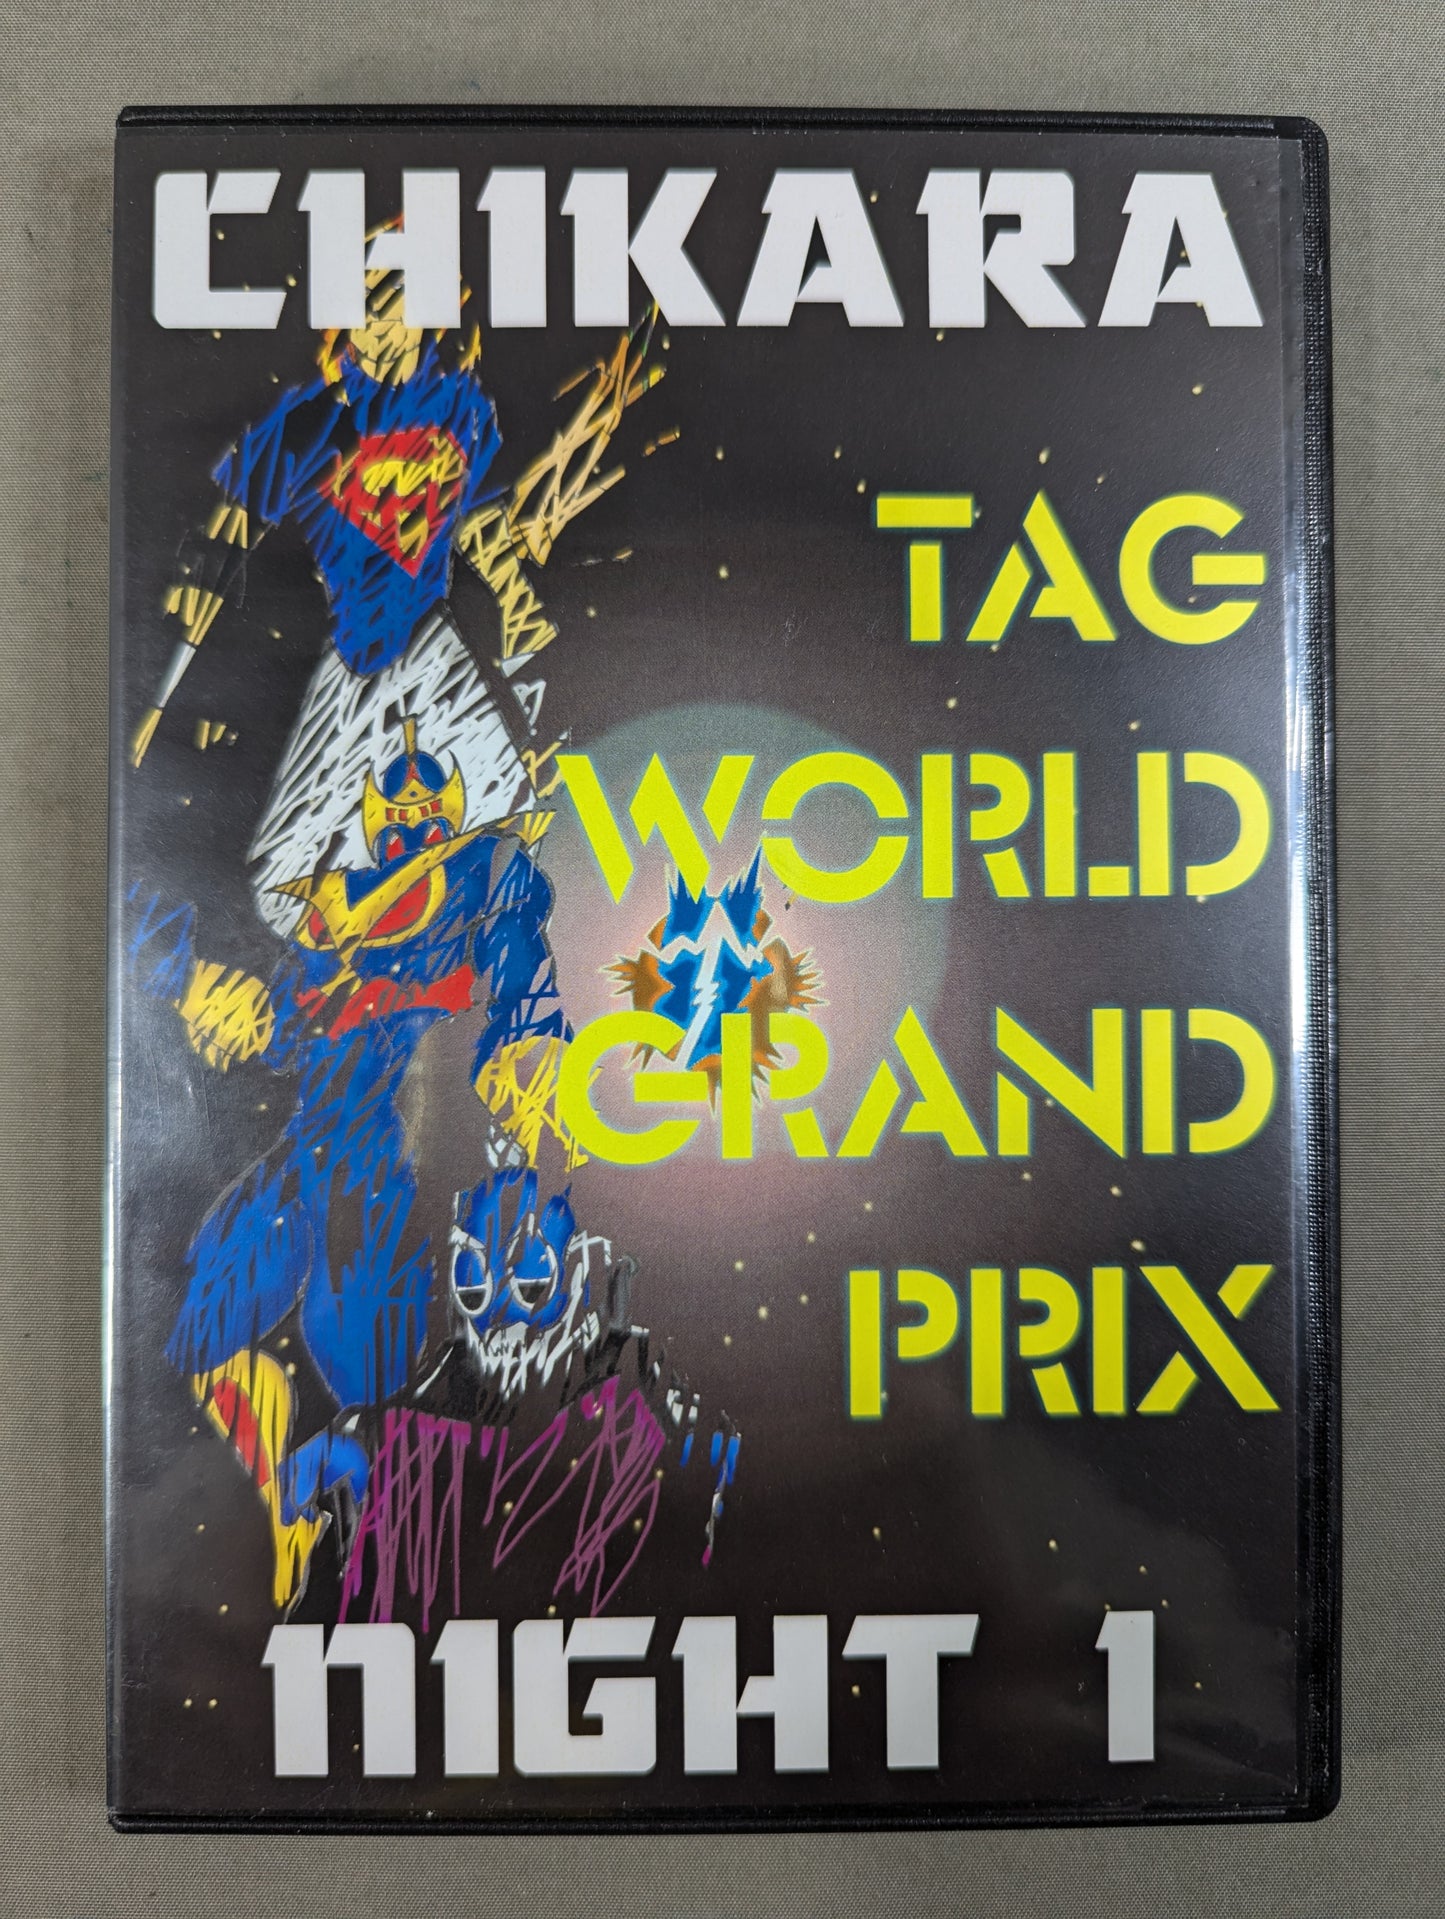 CHIKARA
TAG
WORLD
GRAND
PRIX
NIGHT 1